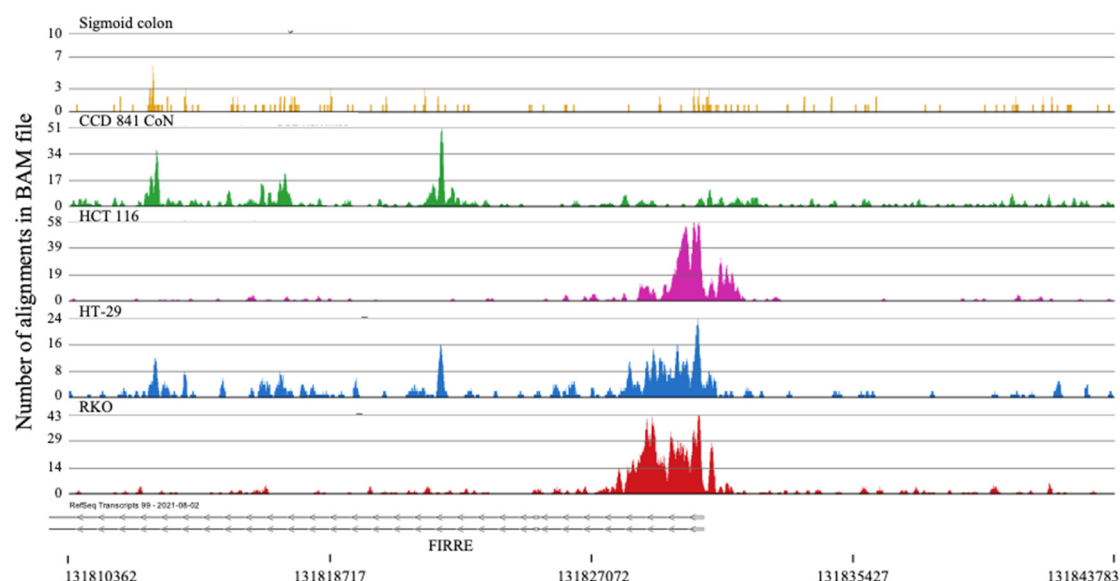 Number of alignments in BAM file
Sigmoid colon
10
7
3
0
CCD 841 CoN
51
34
17
0
HCT 116
58
39
19
0
HT-29
24
16
8
0
RKO
43
29
14
0
RefSeq Transcripts 99 - 2021-08-02
FIRRE
131810362 131818717 131827072 131835427 131843783